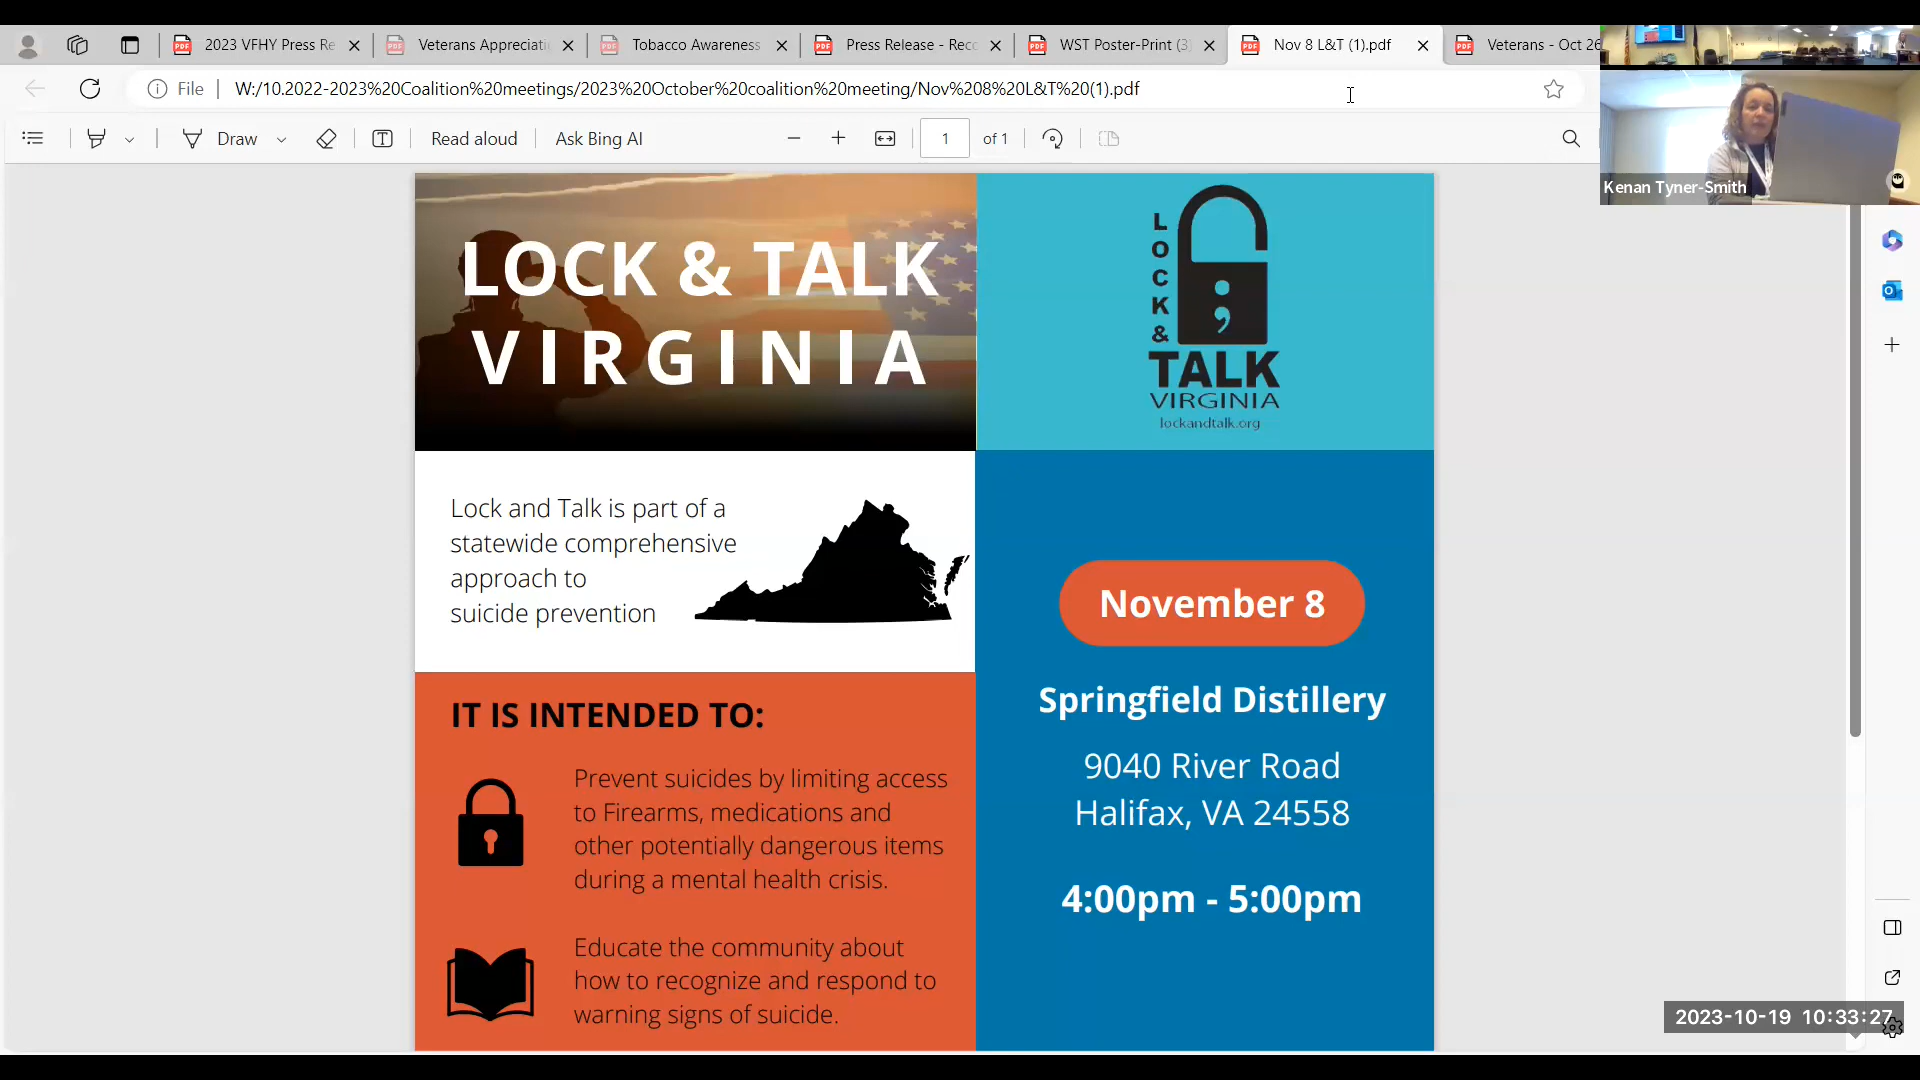 2023 VFHY Press Re
Veterans Appreciati
Tobacco Awareness
Press Release - Rec
WST Poster-Print (3)
Nov 8 L&T (1).pdf
Veterans - Oct 26
File
W:/10.2022-2023%20Coalition%20meetings/2023%20October%20coalition%20meeting/Nov%208%20L&T%20(1).pdf
Draw
Read aloud
Ask Bing AI
1
of 1
Kenan Tyner-Smith
LOCK & TALK
VIRGINIA
LOCK&
TALK
VIRGINIA
lockandtalk.org
Lock and Talk is part of a
statewide comprehensive
approach to
suicide prevention
IT IS INTENDED TO:
Prevent suicides by limiting access
to Firearms, medications and
other potentially dangerous items
during a mental health crisis.
Educate the community about
how to recognize and respond to
warning signs of suicide.
November 8
Springfield Distillery
9040 River Road
Halifax, VA 24558
4:00pm - 5:00pm
2023-10-19 10:33:27